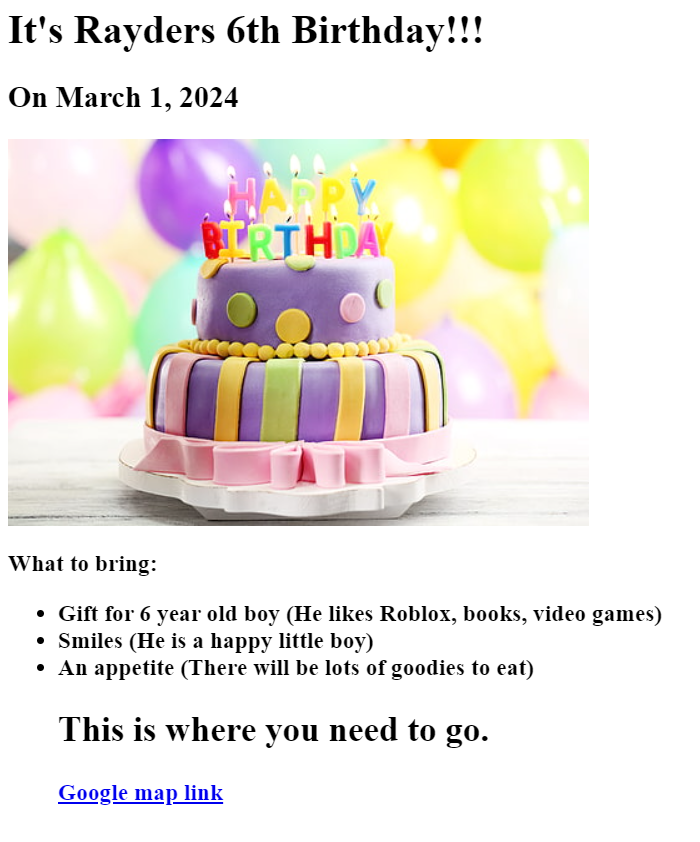 It's Rayders 6th Birthday!!!
On March 1, 2024
HAPPY
BIRTHDAY
What to bring:
Gift for 6 year old boy (He likes Roblox, books, video games)
Smiles (He is a happy little boy)
An appetite (There will be lots of goodies to eat)
This is where you need to go.
Google map link